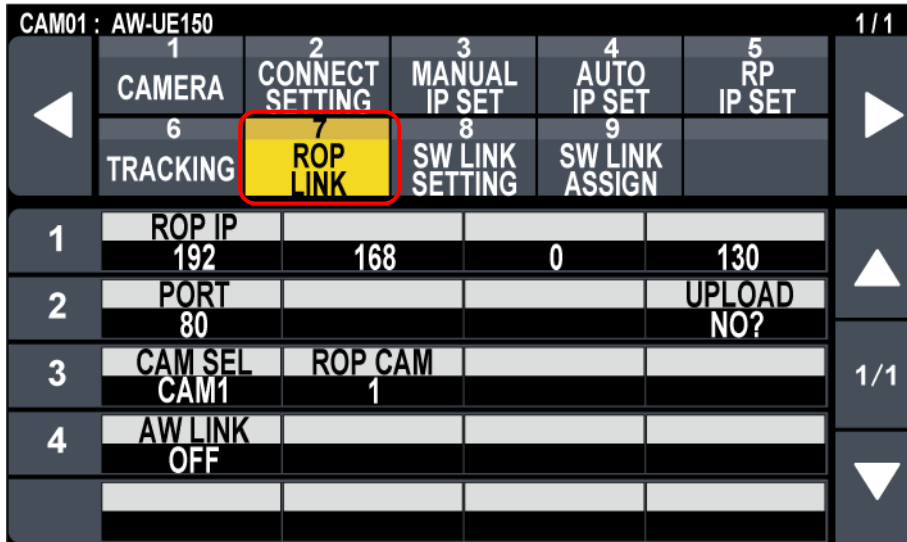 CAM01 : AW-UE150 1 / 1
1 2 3 4 5
CAMERA CONNECT SETTING MANUAL IP SET AUTO IP SET RP IP SET
6 7 8 9
TRACKING ROP LINK SW LINK SETTING SW LINK ASSIGN
1 ROP IP
192 168 0 130
2 PORT UPLOAD
80 NO?
3 CAM SEL ROP CAM
CAM1 1
1/1
4 AW LINK
OFF